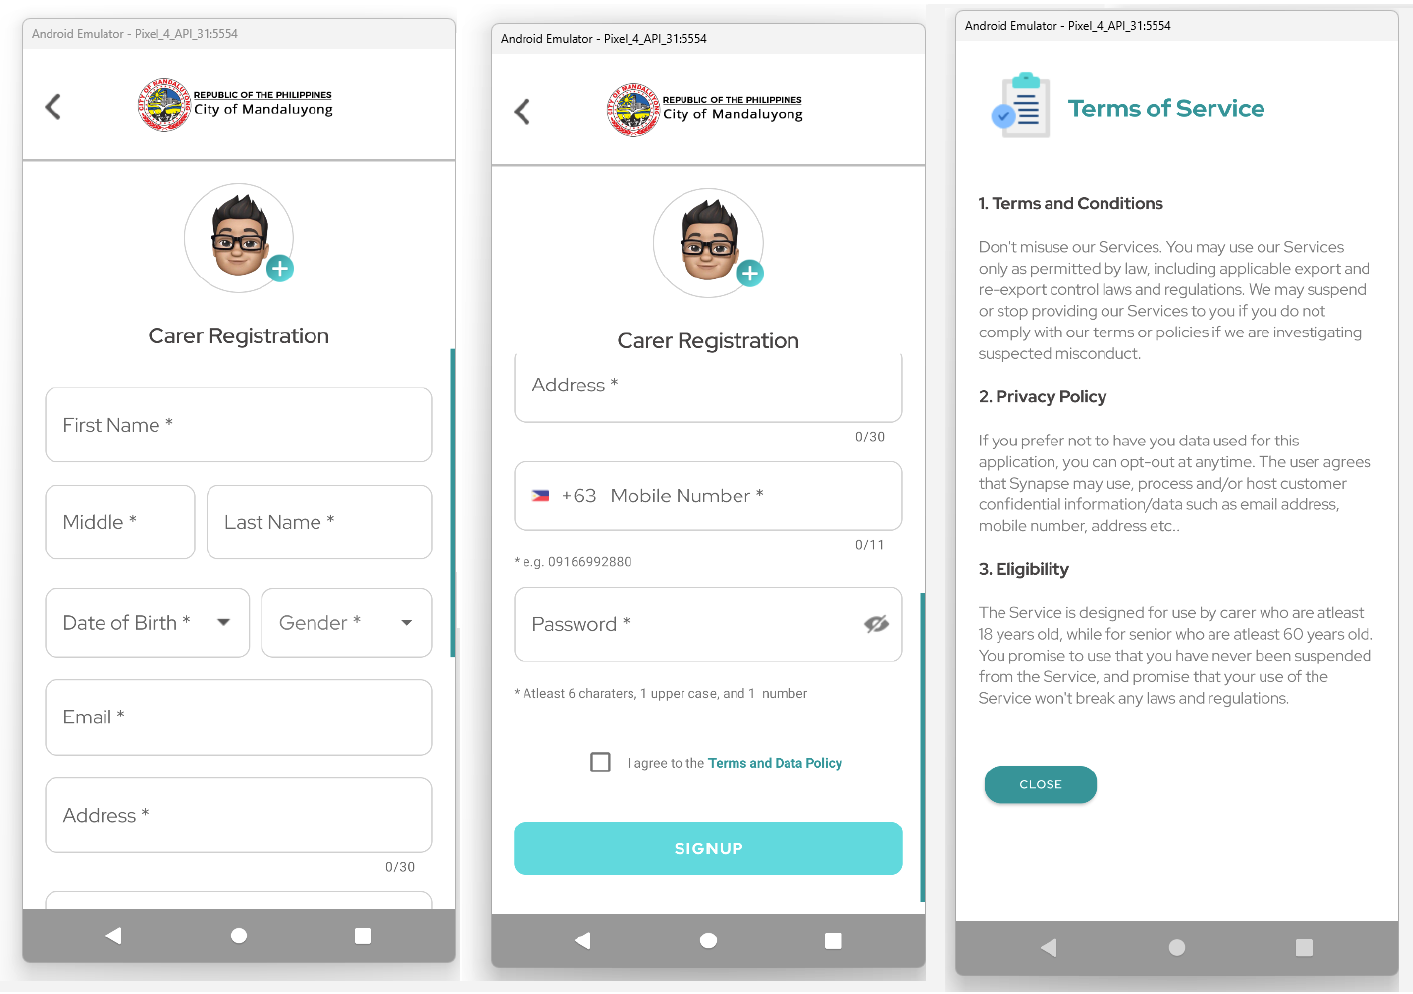 Android Emulator - Pixel_4_API_31:5554
REPUBLIC OF THE PHILIPPINES
City of Mandaluyong
Carer Registration
First Name *
Middle *
Last Name *
Date of Birth *
Gender *
Email *
Address *
0/30
Android Emulator - Pixel_4_API_31:5554
REPUBLIC OF THE PHILIPPINES
City of Mandaluyong
Carer Registration
Address *
0/30
+63 Mobile Number *
0/11
* e.g. 09166992880
Password *
* Atleast 6 charaters, 1 upper case, and 1 number
I agree to the Terms and Data Policy
SIGNUP
Android Emulator - Pixel_4_API_31:5554
Terms of Service
1. Terms and Conditions
Don't misuse our Services. You may use our Services
only as permitted by law, including applicable export and
re-export control laws and regulations. We may suspend
or stop providing our Services to you if you do not
comply with our terms or policies if we are investigating
suspected misconduct.
2. Privacy Policy
If you prefer not to have you data used for this
application, you can opt-out at anytime. The user agrees
that Synapse may use, process and/or host customer
confidential information/data such as email address,
mobile number, address etc..
3. Eligibility
The Service is designed for use by carer who are atleast
18 years old, while for senior who are atleast 60 years old.
You promise to use that you have never been suspended
from the Service, and promise that your use of the
Service won't break any laws and regulations.
CLOSE